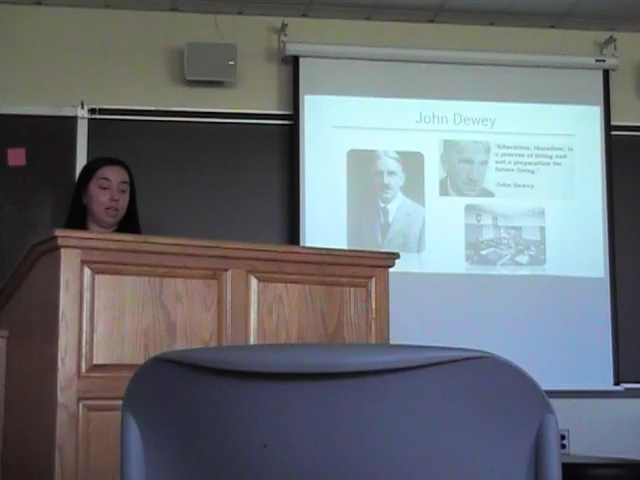 John Dewey
"Education, therefore, is
a process of living and
not a preparation for
future living."
John Dewey